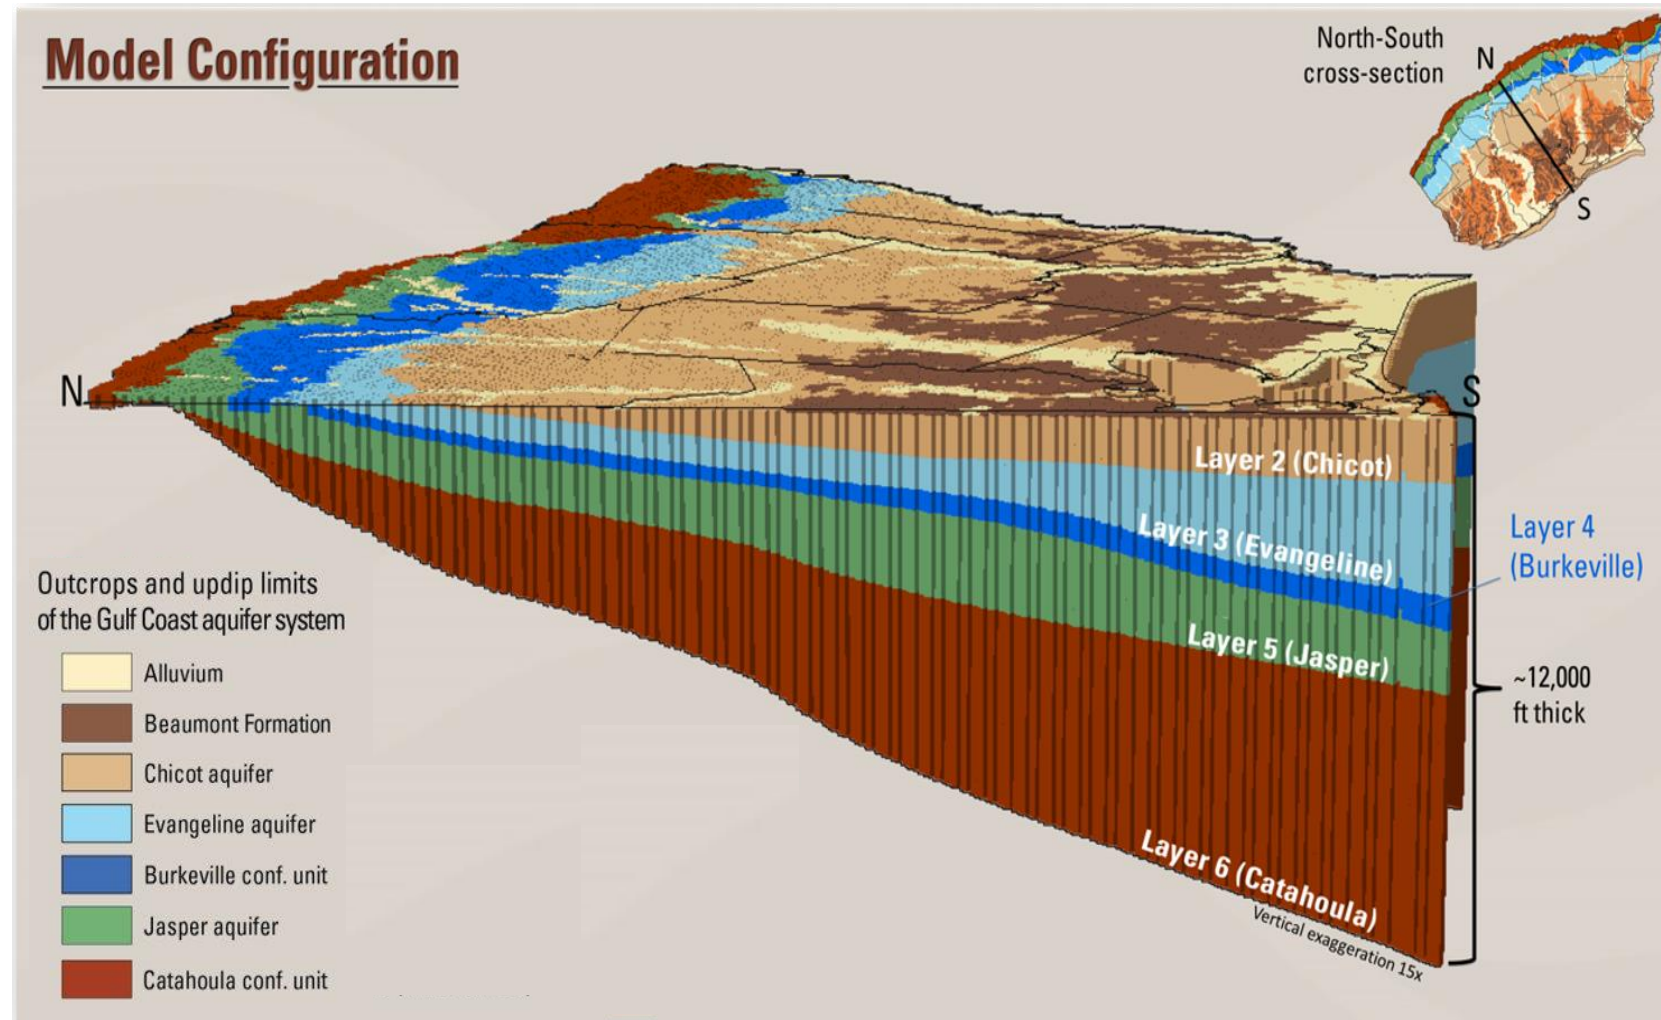 Model Configuration
North-South
cross-section
N
S
N
S
Layer 2 (Chicot)
Layer 3 (Evangeline)
Layer 4
(Burkeville)
Layer 5 (Jasper)
~12,000
ft thick
Layer 6 (Catahoula)
Vertical exaggeration 15x
Outcrops and updip limits
of the Gulf Coast aquifer system
Alluvium
Beaumont Formation
Chicot aquifer
Evangeline aquifer
Burkeville conf. unit
Jasper aquifer
Catahoula conf. unit